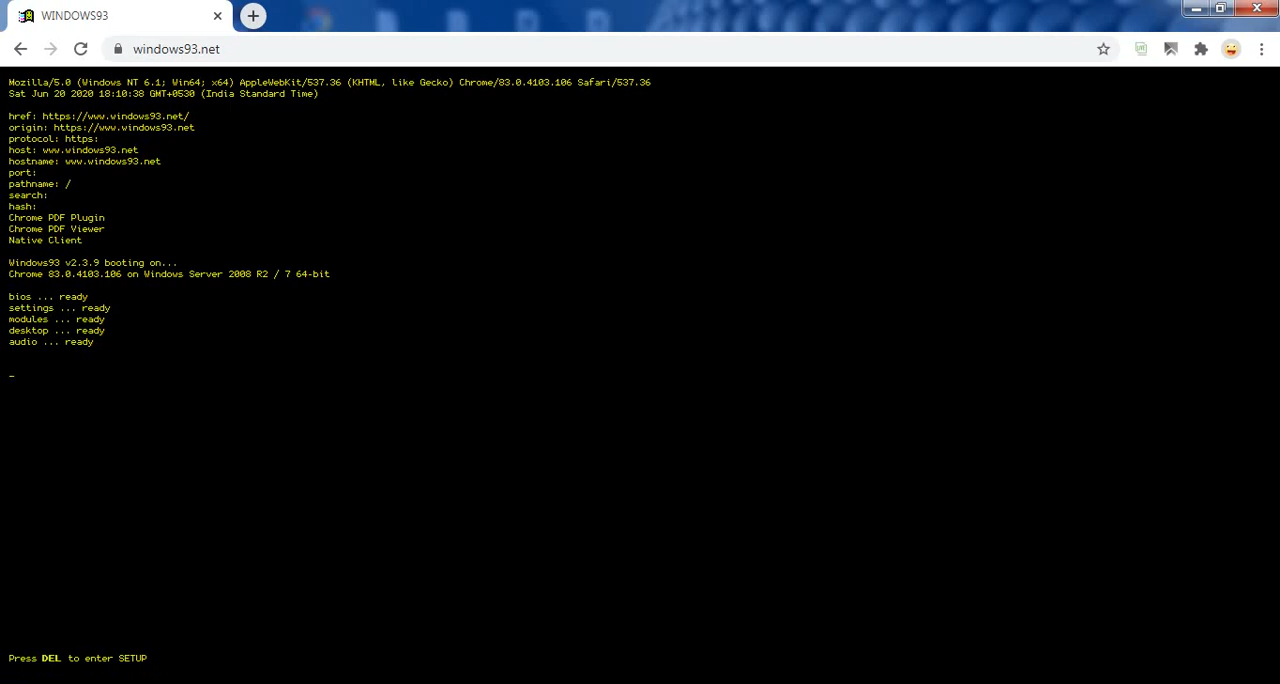 WINDOWS93
windows93.net
Mozilla/5.0 (Windows NT 6.1; Win64; x64) AppleWebKit/537.36 (KHTML, like Gecko) Chrome/83.0.4103.106 Safari/537.36
Sat Jun 20 2020 18:10:38 GMT+0530 (India Standard Time)
href: https://www.windows93.net/
origin: https://www.windows93.net
protocol: https:
host: www.windows93.net
hostname: www.windows93.net
port:
pathname: /
search:
hash:
Chrome PDF Plugin
Chrome PDF Viewer
Native Client
Windows93 v2.3.9 booting on...
Chrome 83.0.4103.106 on Windows Server 2008 R2 / 7 64-bit
bios ... ready
settings ... ready
modules ... ready
desktop ... ready
audio ... ready
_
Press DEL to enter SETUP